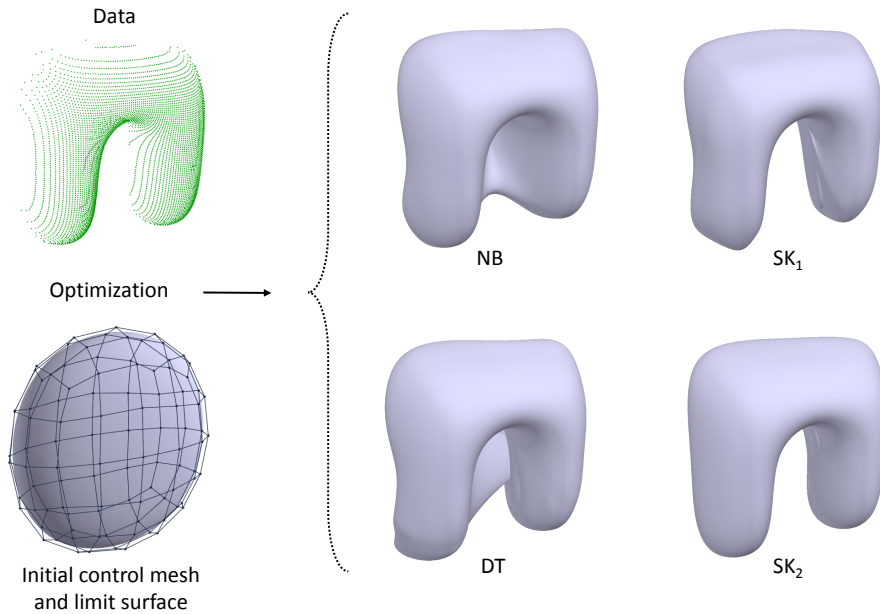 Data
Optimization
Initial control mesh
and limit surface
NB
SK₁
DT
SK₂